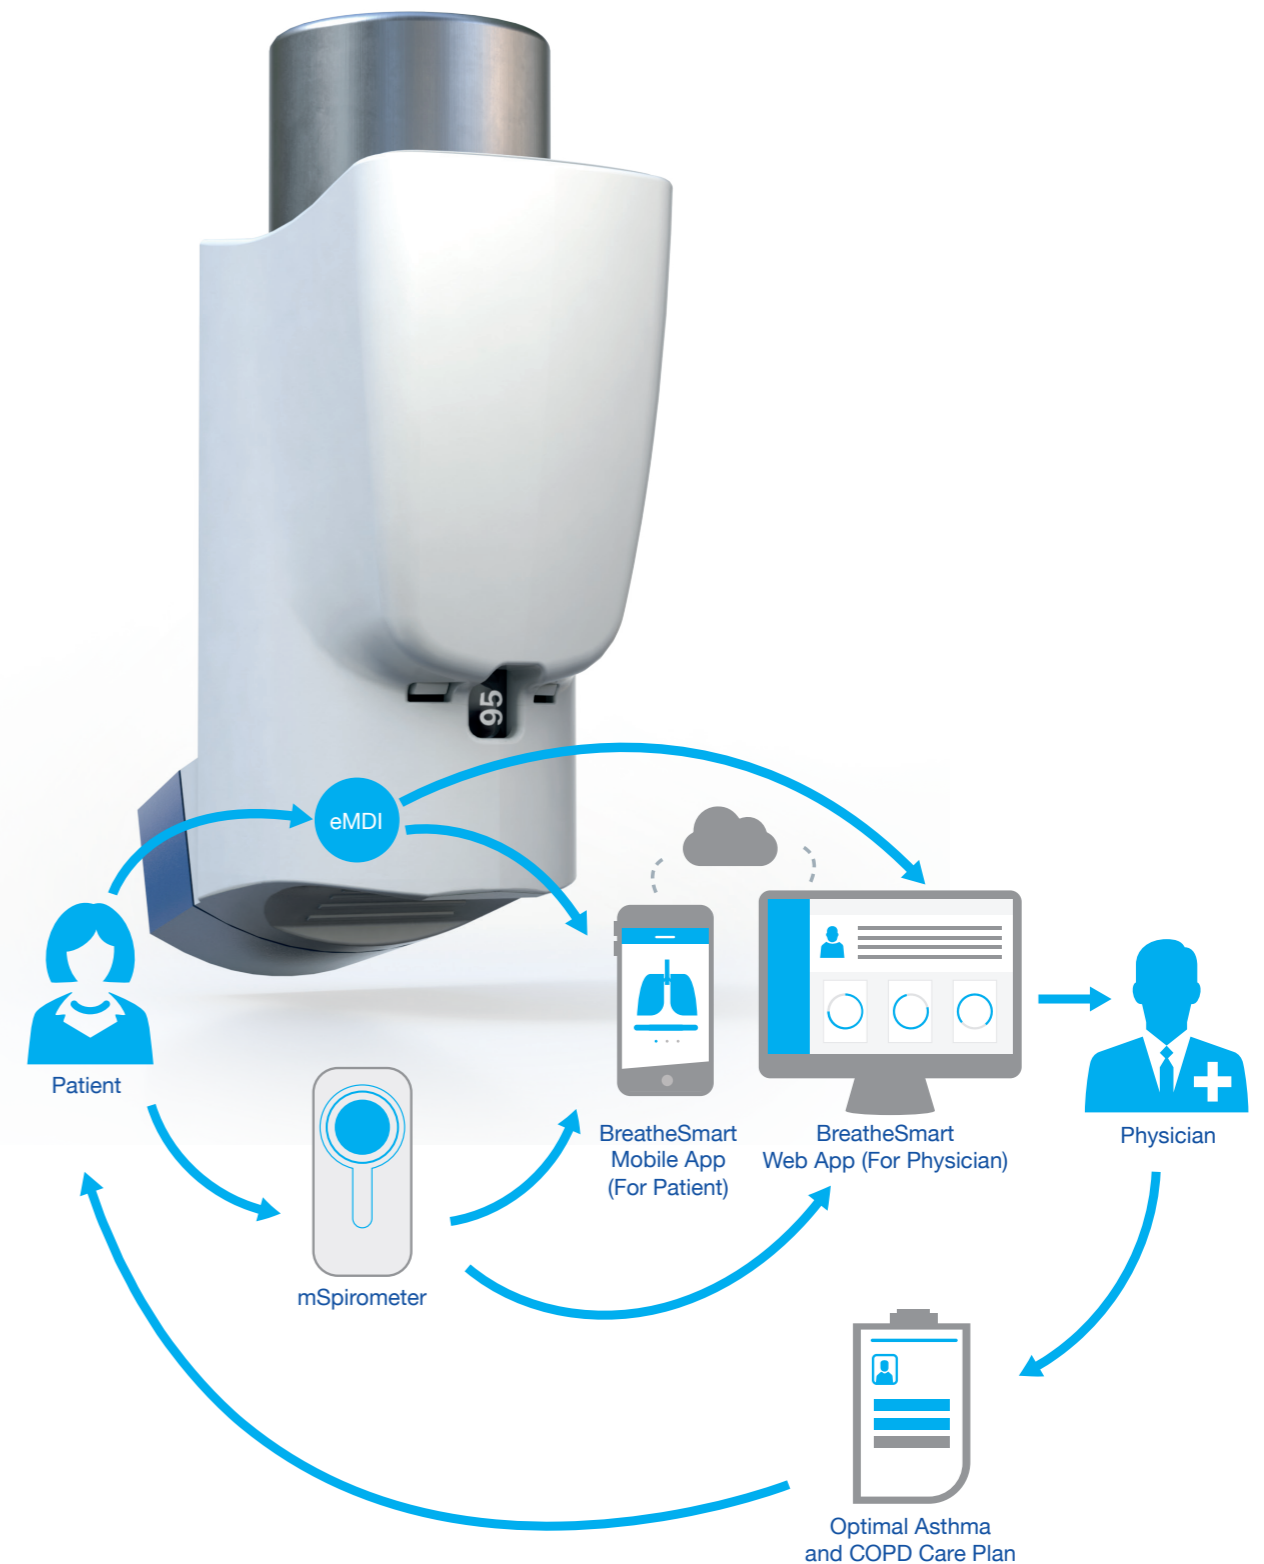 95
eMDI
Patient
BreatheSmart
Mobile App
(For Patient)
BreatheSmart
Web App (For Physician)
Physician
mSpirometer
Optimal Asthma
and COPD Care Plan